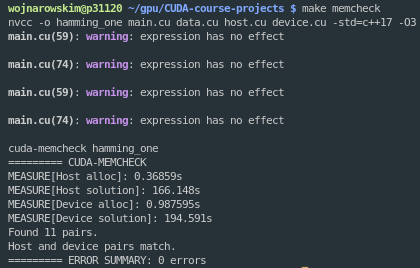 wojnarowskim@p31120 ~/gpu/CUDA-course-projects $ make memcheck
nvcc -o hamming_one main.cu data.cu host.cu device.cu -std=c++17 -O3
main.cu(59): warning: expression has no effect
main.cu(74): warning: expression has no effect
main.cu(59): warning: expression has no effect
main.cu(74): warning: expression has no effect
cuda-memcheck hamming_one
========= CUDA-MEMCHECK
MEASURE[Host alloc]: 0.36859s
MEASURE[Host solution]: 166.148s
MEASURE[Device alloc]: 0.987595s
MEASURE[Device solution]: 194.591s
Found 11 pairs.
Host and device pairs match.
========= ERROR SUMMARY: 0 errors